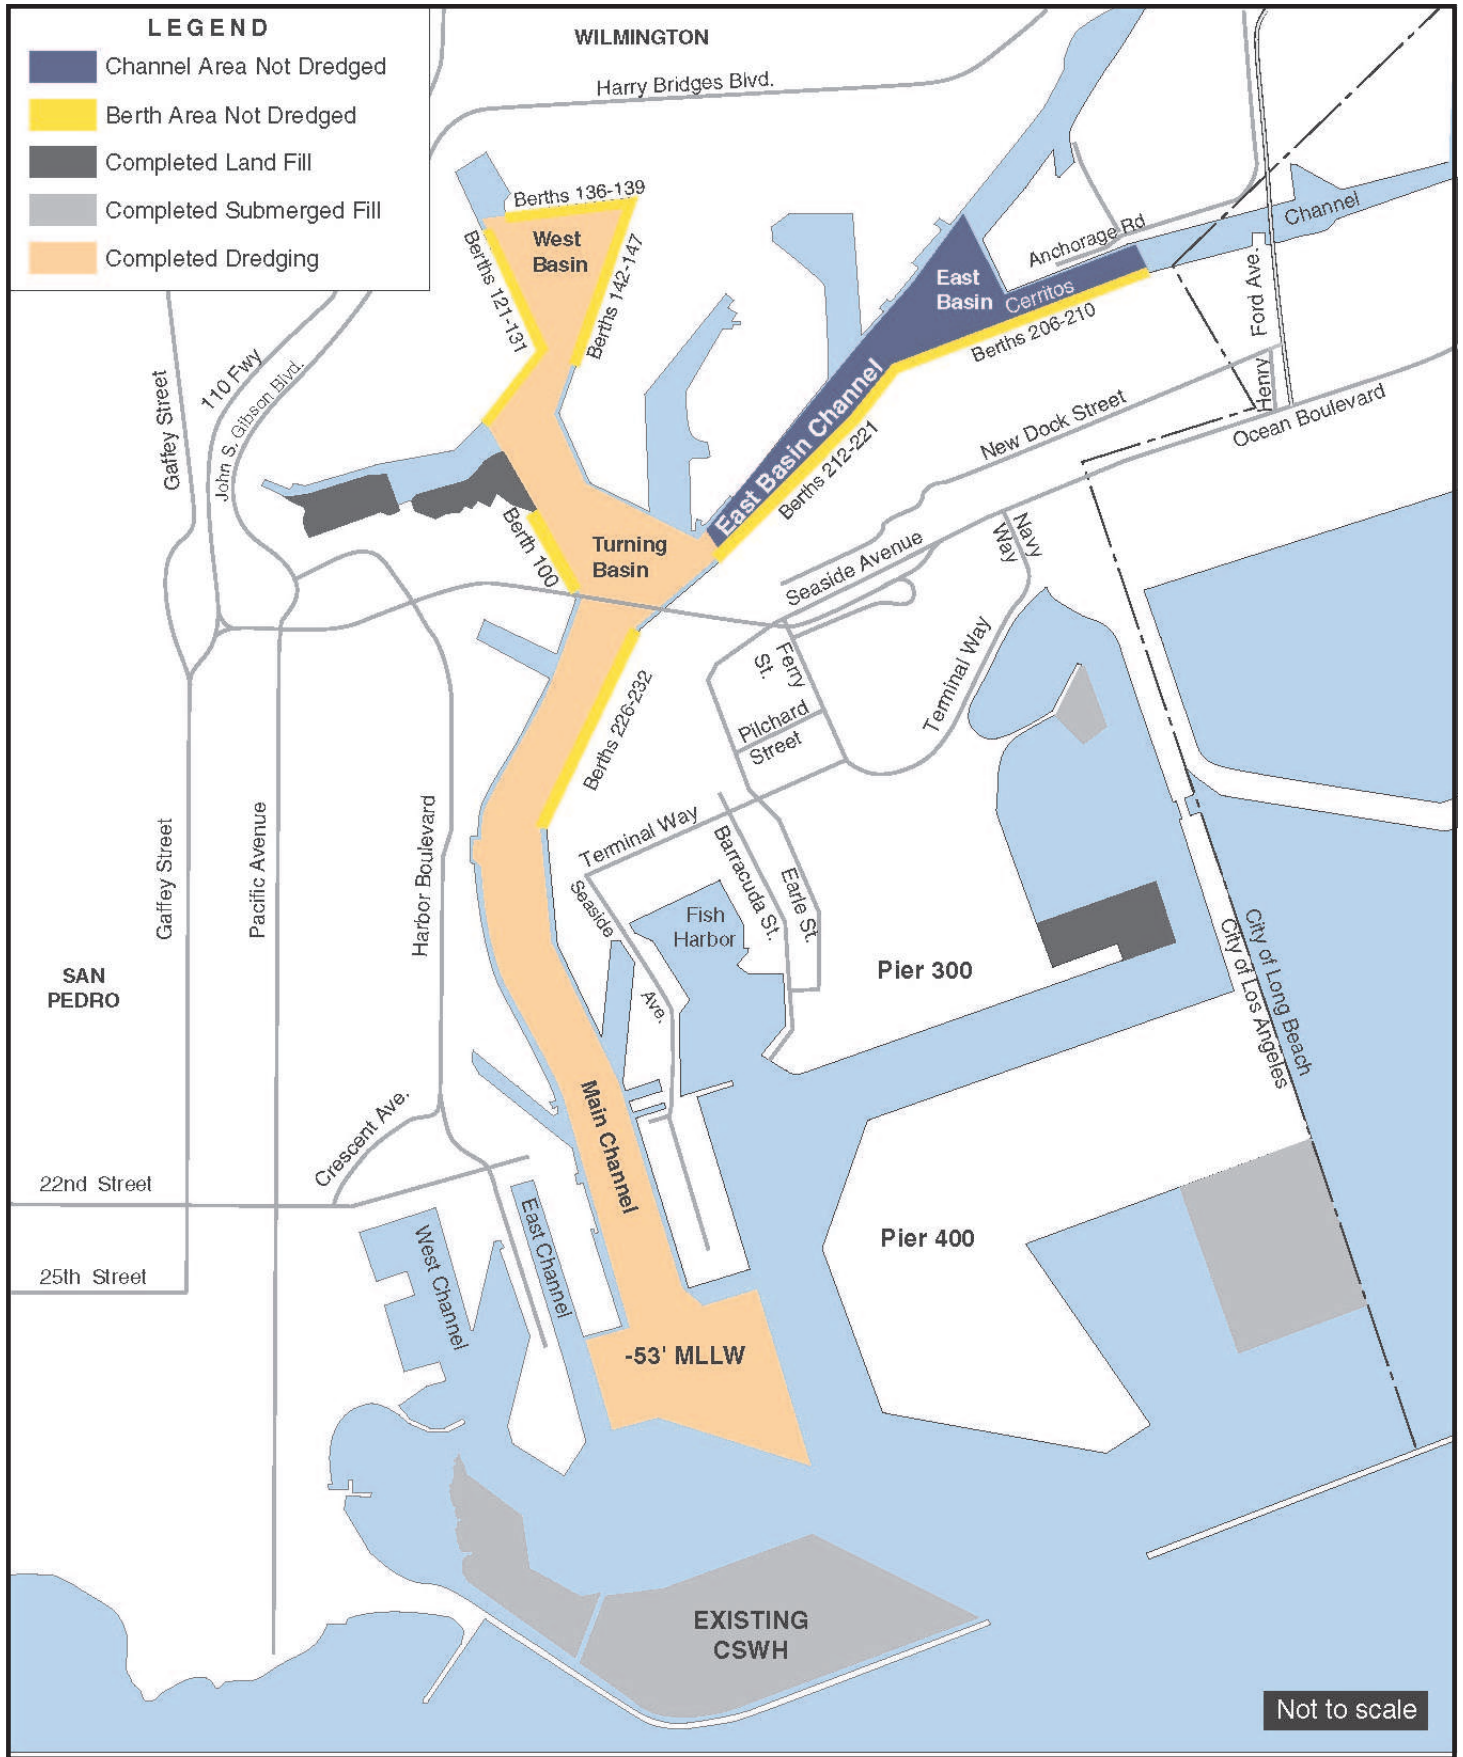 LEGEND
Channel Area Not Dredged
Berth Area Not Dredged
Completed Land Fill
Completed Submerged Fill
Completed Dredging
WILMINGTON
Harry Bridges Blvd.
Berths 136-139
West
Basin
Berths 121-131
Berths 142-147
Anchorage Rd
Channel
East
Basin
Cerritos
Berths 206-210
Henry Ford Ave.
Ocean Boulevard
New Dock Street
East Basin Channel
Berths 212-221
Gaffey Street
110 Fwy
John S. Gibson Blvd.
Berth 100
Turning
Basin
Seaside Avenue
Navy
Way
Ferry
St.
Pilchard
Street
Terminal Way
Berths 226-232
Terminal Way
Barracuda St.
Earle St.
Seaside
Ave.
Fish
Harbor
Gaffey Street
Pacific Avenue
Harbor Boulevard
SAN
PEDRO
Pier 300
City of Long Beach
City of Los Angeles
Main Channel
Crescent Ave.
22nd Street
25th Street
West Channel
East Channel
Pier 400
-53' MLLW
EXISTING
CSWH
Not to scale